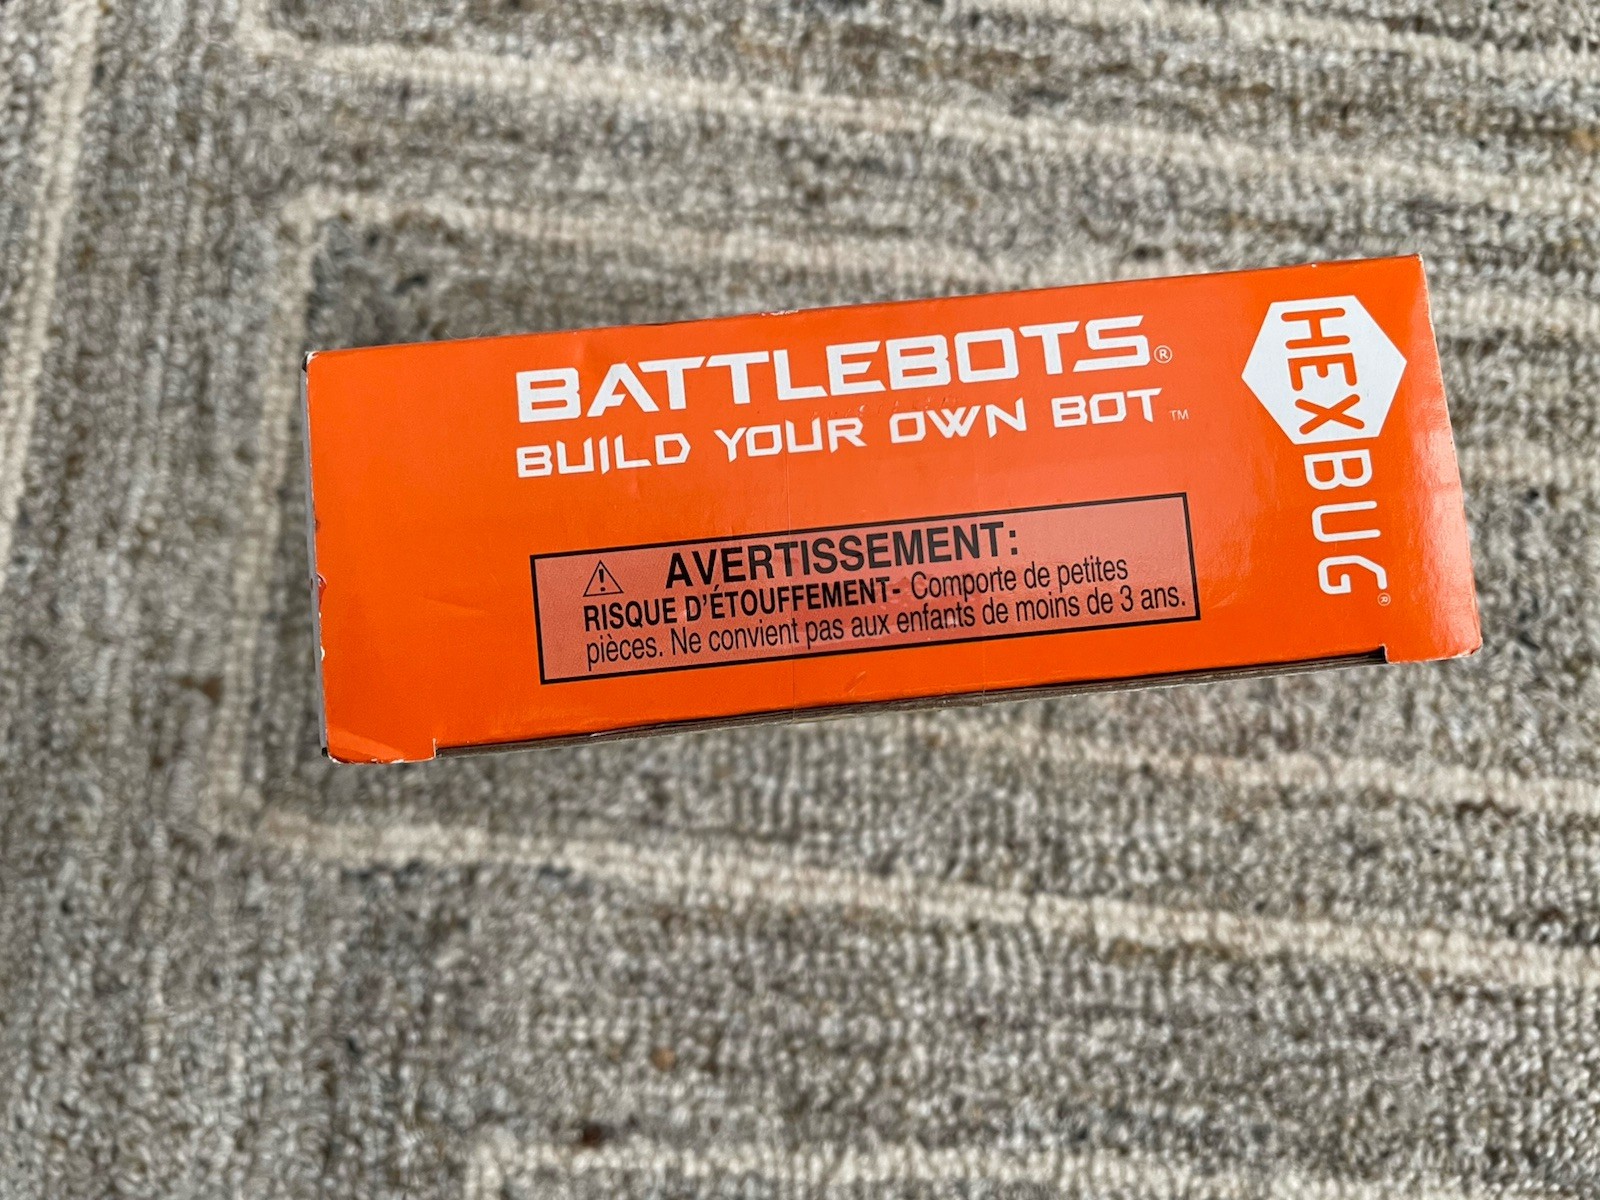 BATTLEBOTS®
BUILD YOUR OWN BOT™
HEXBUG®
AVERTISSEMENT:
RISQUE D'ÉTOUFFEMENT- Comporte de petites
pièces. Ne convient pas aux enfants de moins de 3 ans.